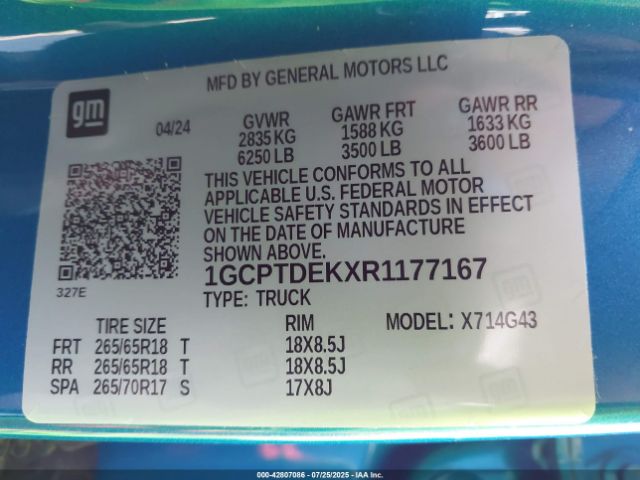 MFD BY GENERAL MOTORS LLC
gm
04/24
GVWR GAWR FRT GAWR RR
2835 KG 1588 KG 1633 KG
6250 LB 3500 LB 3600 LB
THIS VEHICLE CONFORMS TO ALL
APPLICABLE U.S. FEDERAL MOTOR
VEHICLE SAFETY STANDARDS IN EFFECT
ON THE DATE OF MANUFACTURE
SHOWN ABOVE.
327E
1GCPTDEKXR1177167
TYPE: TRUCK
TIRE SIZE RIM MODEL: X714G43
FRT 265/65R18 T 18X8.5J
RR 265/65R18 T 18X8.5J
SPA 265/70R17 S 17X8J
000-42807086 - 07/25/2025 - IAA Inc.